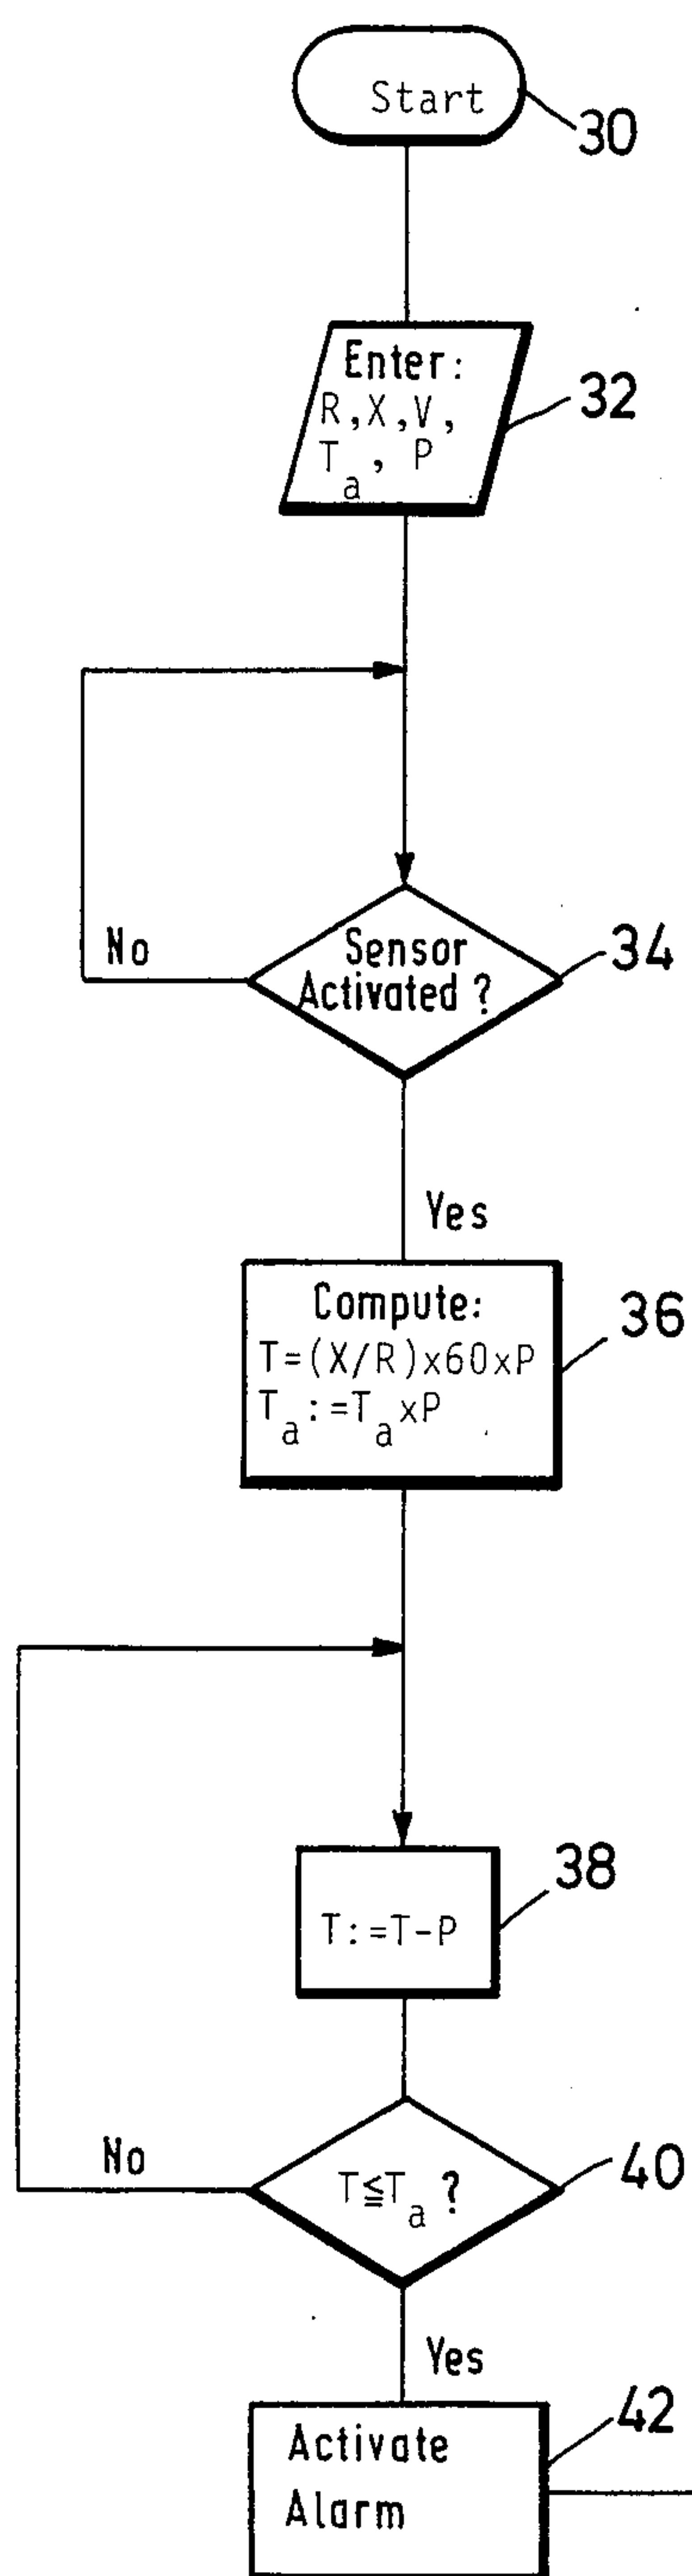 Start
30
Enter:
R,X,V,
Tₐ, P
32
No
Sensor
Activated ?
34
Yes
Compute:
T=(X/R)x60xP
Tₐ:=TₐxP
36
T:=T-P
38
No
T≦Tₐ ?
40
Yes
Activate
Alarm
42